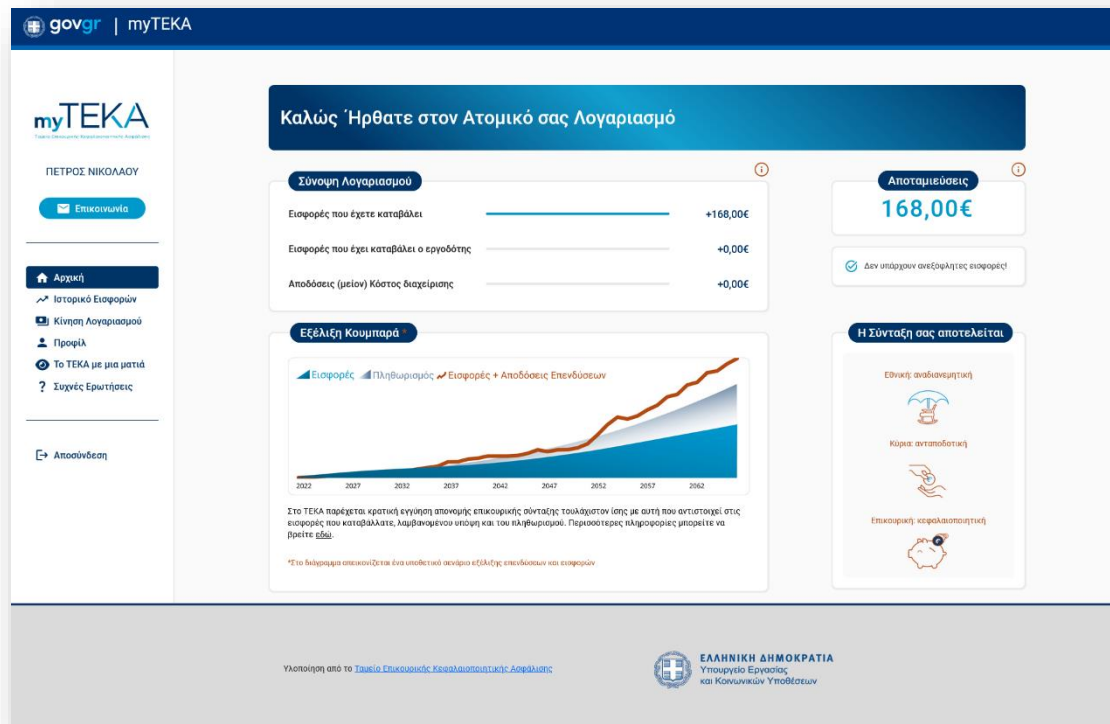 govgr | myTEKA
myTEKA
Ταμείο Επικουρικής Κεφαλαιοποιητικής Ασφάλισης
ΠΕΤΡΟΣ ΝΙΚΟΛΑΟΥ
Επικοινωνία
Αρχική
Ιστορικό Εισφορών
Κίνηση Λογαριασμού
Προφίλ
Το ΤΕΚΑ με μια ματιά
? Συχνές Ερωτήσεις
Αποσύνδεση
Καλώς Ήρθατε στον Ατομικό σας Λογαριασμό
Σύνοψη Λογαριασμού
Εισφορές που έχετε καταβάλει +168,00€
Εισφορές που έχει καταβάλει ο εργοδότης +0,00€
Αποδόσεις (μείον) Κόστος διαχείρισης +0,00€
Αποταμιεύσεις
168,00€
Δεν υπάρχουν ανεξόφλητες εισφορές!
Εξέλιξη Κουμπαρά *
Εισφορές Πληθωρισμός Εισφορές + Αποδόσεις Επενδύσεων
2022 2027 2032 2037 2042 2047 2052 2057 2062
Στο ΤΕΚΑ παρέχεται κρατική εγγύηση απονομής επικουρικής σύνταξης τουλάχιστον ίσης με αυτή που αντιστοιχεί στις
εισφορές που καταβάλλατε, λαμβανομένου υπόψη και του πληθωρισμού. Περισσότερες πληροφορίες μπορείτε να
βρείτε εδώ.
*Στο διάγραμμα απεικονίζεται ένα υποθετικό σενάριο εξέλιξης επενδύσεων και εισφορών
Η Σύνταξη σας αποτελείται
Εθνική: αναδιανεμητική
Κύρια: ανταποδοτική
Επικουρική: κεφαλαιοποιητική
Υλοποίηση από το Ταμείο Επικουρικής Κεφαλαιοποιητικής Ασφάλισης
ΕΛΛΗΝΙΚΗ ΔΗΜΟΚΡΑΤΙΑ
Υπουργείο Εργασίας
και Κοινωνικών Υποθέσεων